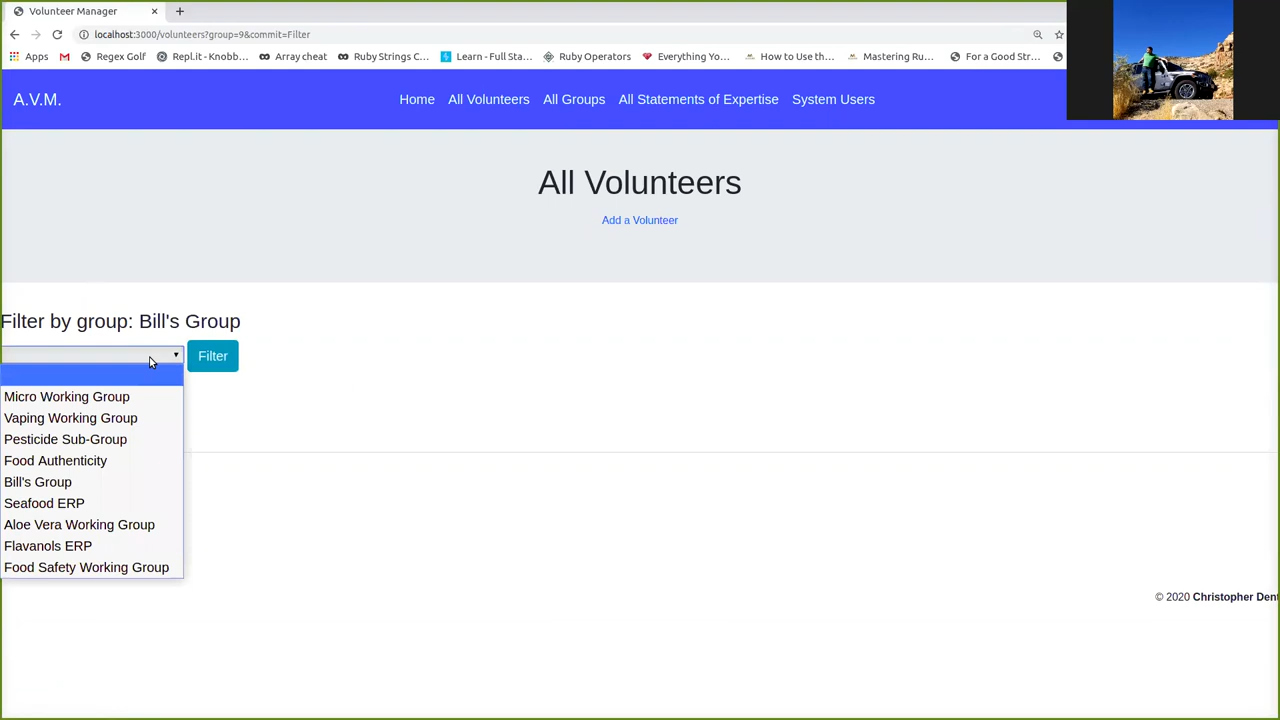 Volunteer Manager
localhost:3000/volunteers?group=9&commit=Filter
Apps Regex Golf Repl.it - Knobb... Array cheat Ruby Strings C... Learn - Full Sta... Ruby Operators Everything Yo... How to Use th... Mastering Ru... For a Good Str...
A.V.M. Home All Volunteers All Groups All Statements of Expertise System Users
All Volunteers
Add a Volunteer
Filter by group: Bill's Group
Filter
Micro Working Group
Vaping Working Group
Pesticide Sub-Group
Food Authenticity
Bill's Group
Seafood ERP
Aloe Vera Working Group
Flavanols ERP
Food Safety Working Group
© 2020 Christopher Dent